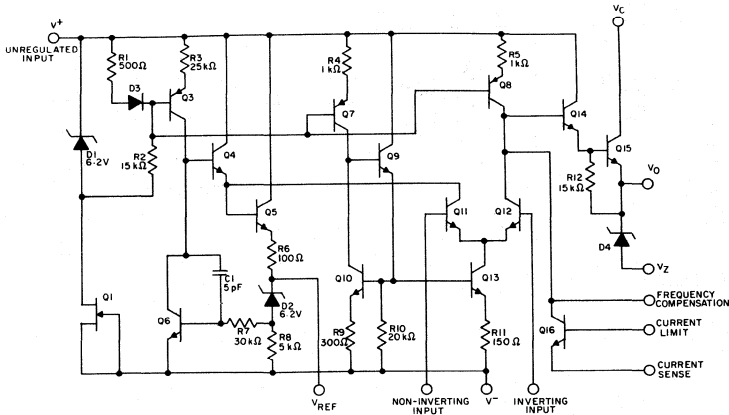 V+
UNREGULATED
INPUT
R1
500Ω
R3
25kΩ
D3
Q3
R4
1kΩ
R5
1kΩ
VC
Q8
Q7
Q14
D1
6.2V
R2
15kΩ
Q4
Q9
Q15
R12
15kΩ
VO
Q5
Q11
Q12
R6
100Ω
D4
C1
5pF
Q10
Q13
VZ
Q1
D2
6.2V
FREQUENCY
COMPENSATION
Q6
R7
30kΩ
R8
5kΩ
R9
300Ω
R10
20kΩ
R11
150Ω
Q16
CURRENT
LIMIT
CURRENT
SENSE
VREF
NON-INVERTING
INPUT
V-
INVERTING
INPUT